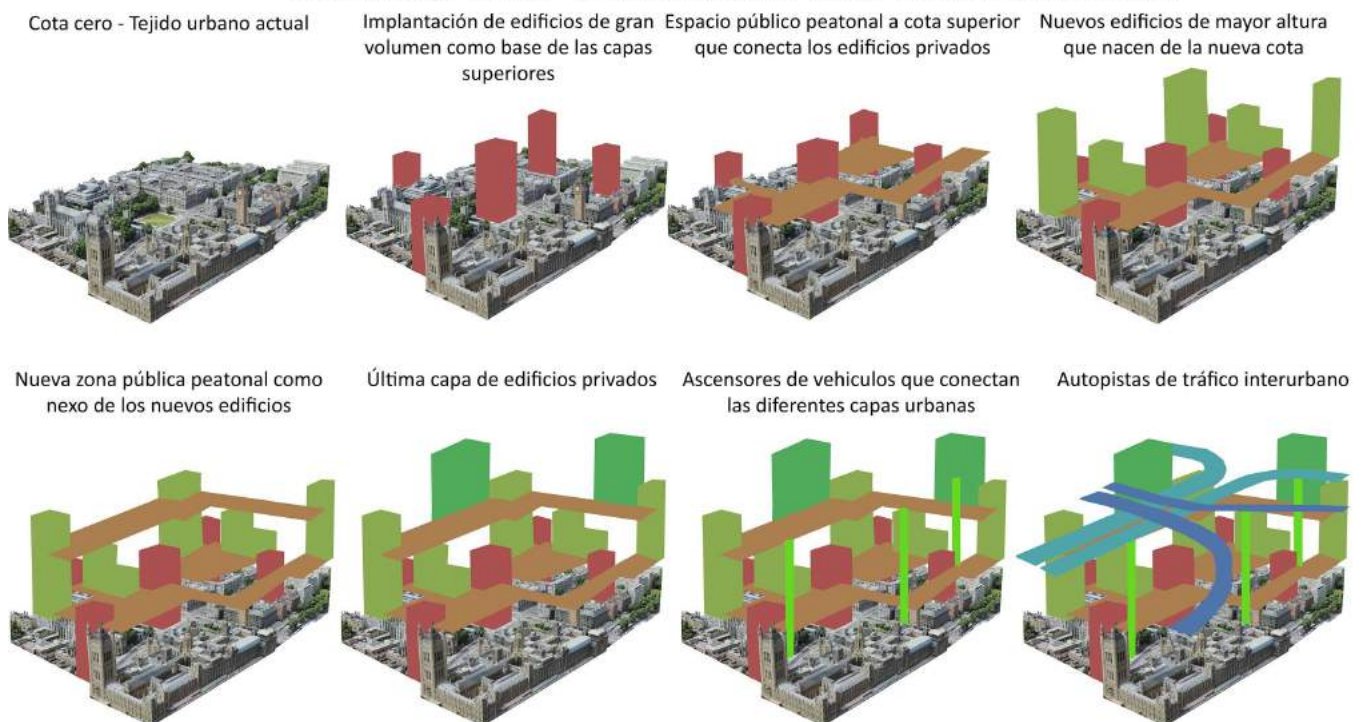 Cota cero - Tejido urbano actual
Implantación de edificios de gran
volumen como base de las capas
superiores
Espacio público peatonal a cota superior
que conecta los edificios privados
Nuevos edificios de mayor altura
que nacen de la nueva cota
Nueva zona pública peatonal como
nexo de los nuevos edificios
Última capa de edificios privados
Ascensores de vehiculos que conectan
las diferentes capas urbanas
Autopistas de tráfico interurbano